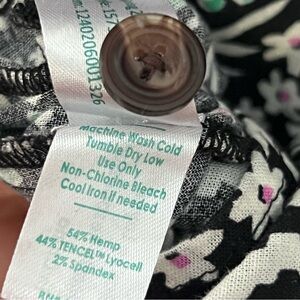 Machine Wash Cold
Tumble Dry Low
Use Only
Non-Chlorine Bleach
Cool Iron if needed
54% Hemp
44% TENCEL™ Lyocell
2% Spandex